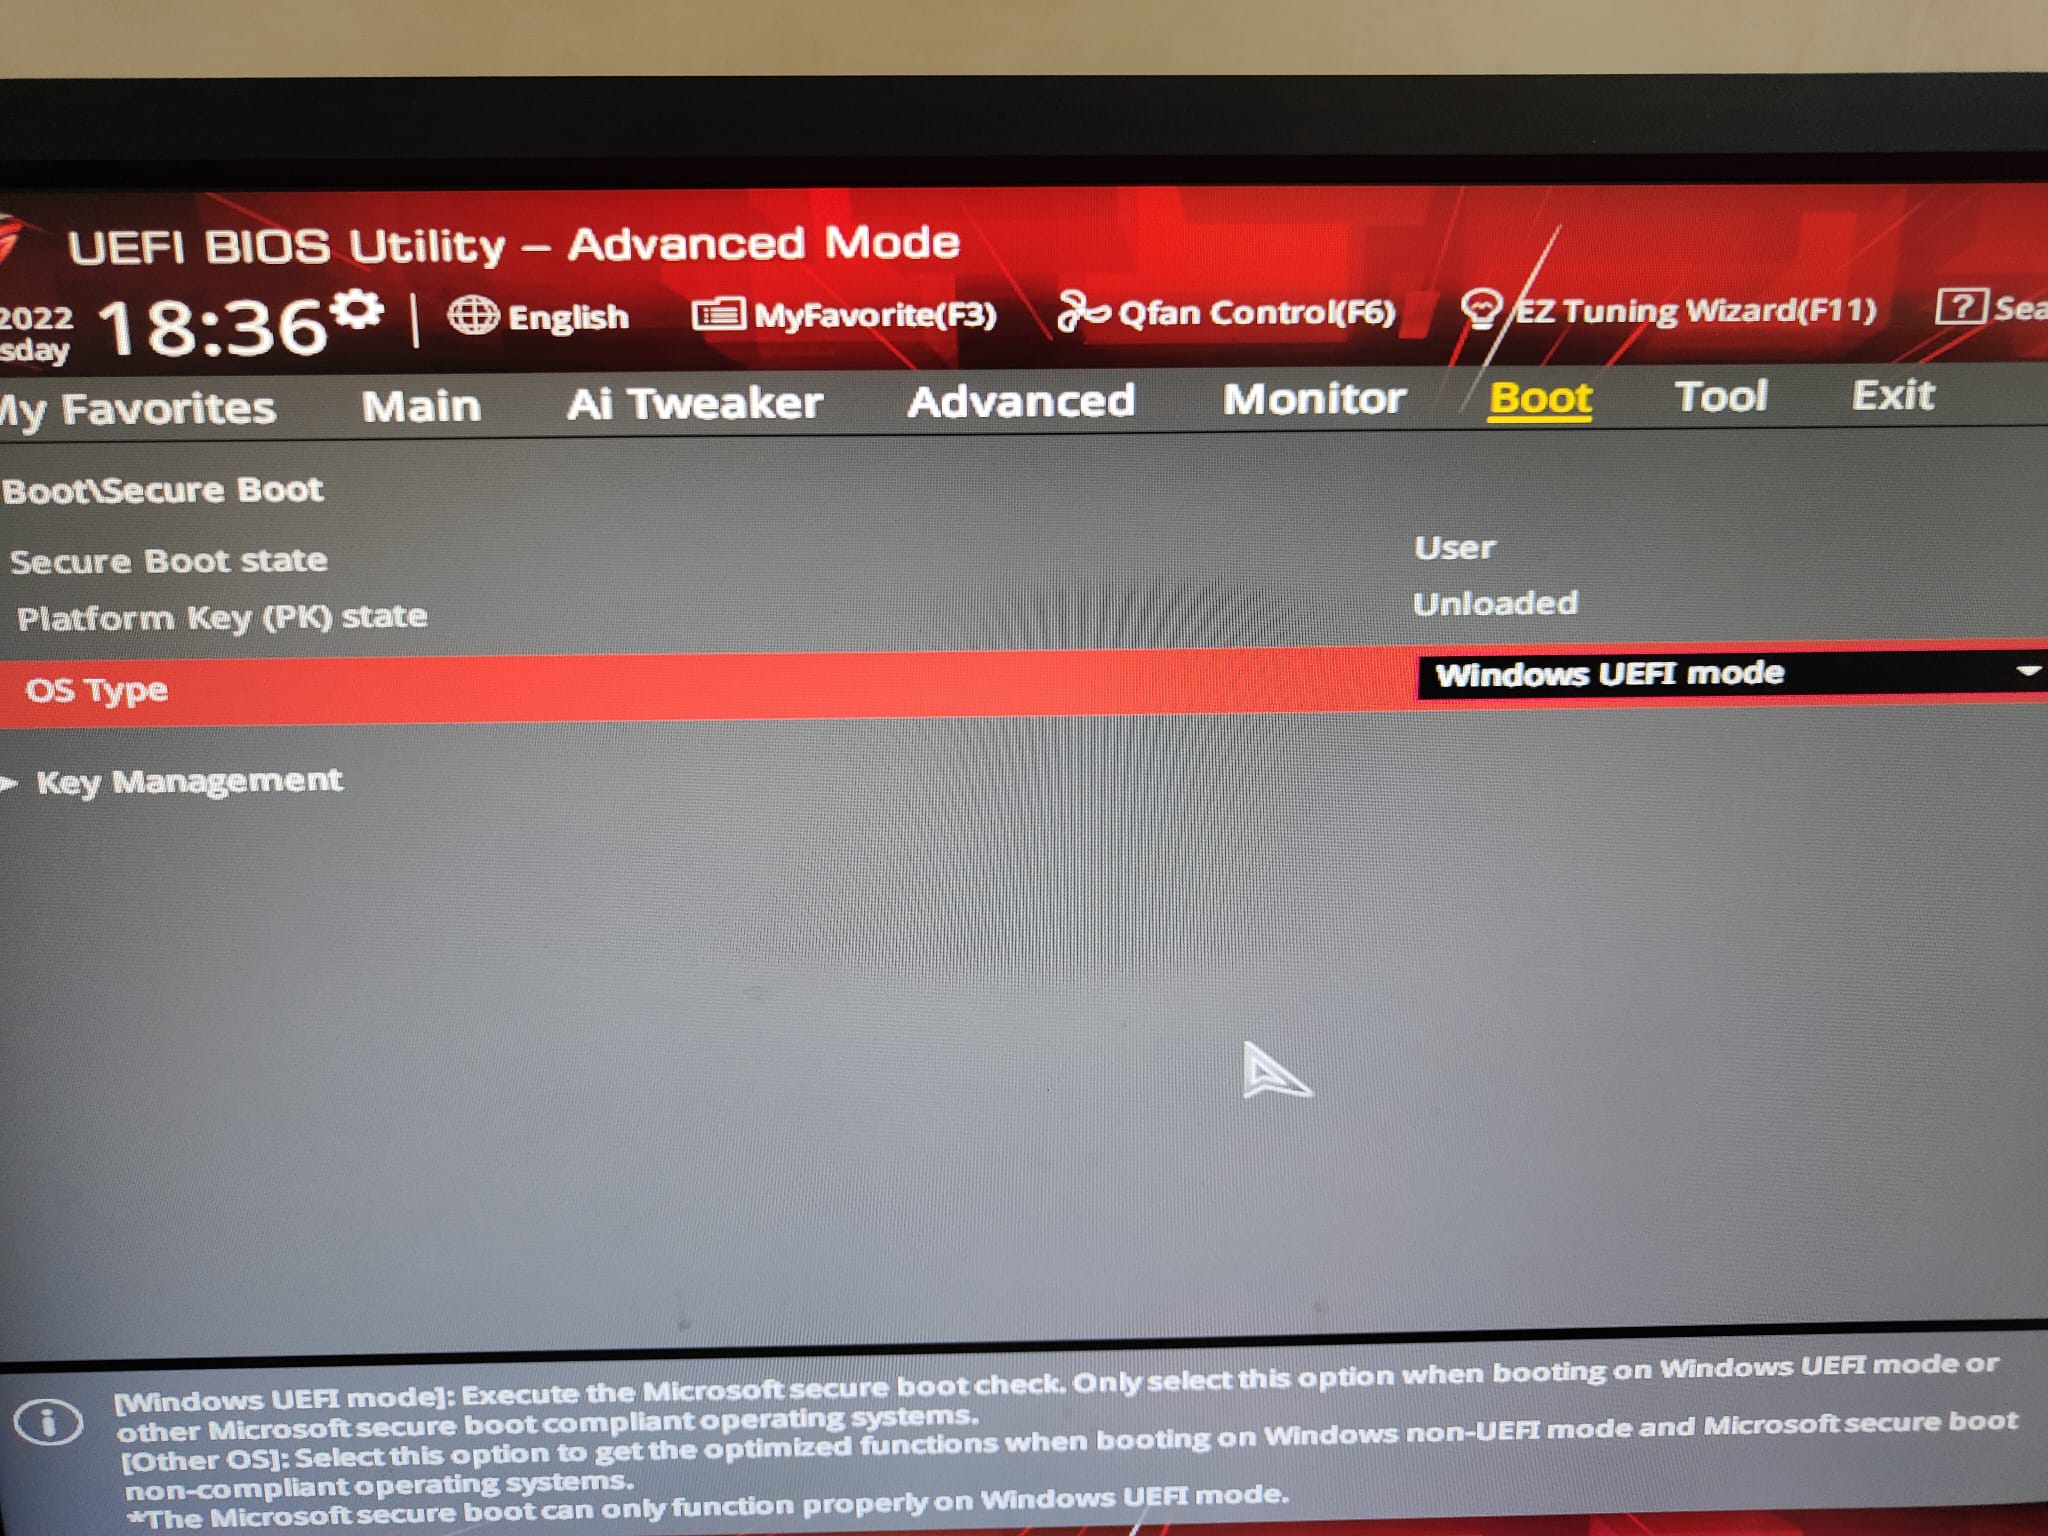 UEFI BIOS Utility – Advanced Mode
2022
sday
18:36
English
MyFavorite(F3)
Qfan Control(F6)
EZ Tuning Wizard(F11)
? Sea
My Favorites
Main
Ai Tweaker
Advanced
Monitor
Boot
Tool
Exit
Boot\Secure Boot
Secure Boot state
User
Platform Key (PK) state
Unloaded
OS Type
Windows UEFI mode
Key Management
[Windows UEFI mode]: Execute the Microsoft secure boot check. Only select this option when booting on Windows UEFI mode or
other Microsoft secure boot compliant operating systems.
[Other OS]: Select this option to get the optimized functions when booting on Windows non-UEFI mode and Microsoft secure boot
non-compliant operating systems.
*The Microsoft secure boot can only function properly on Windows UEFI mode.